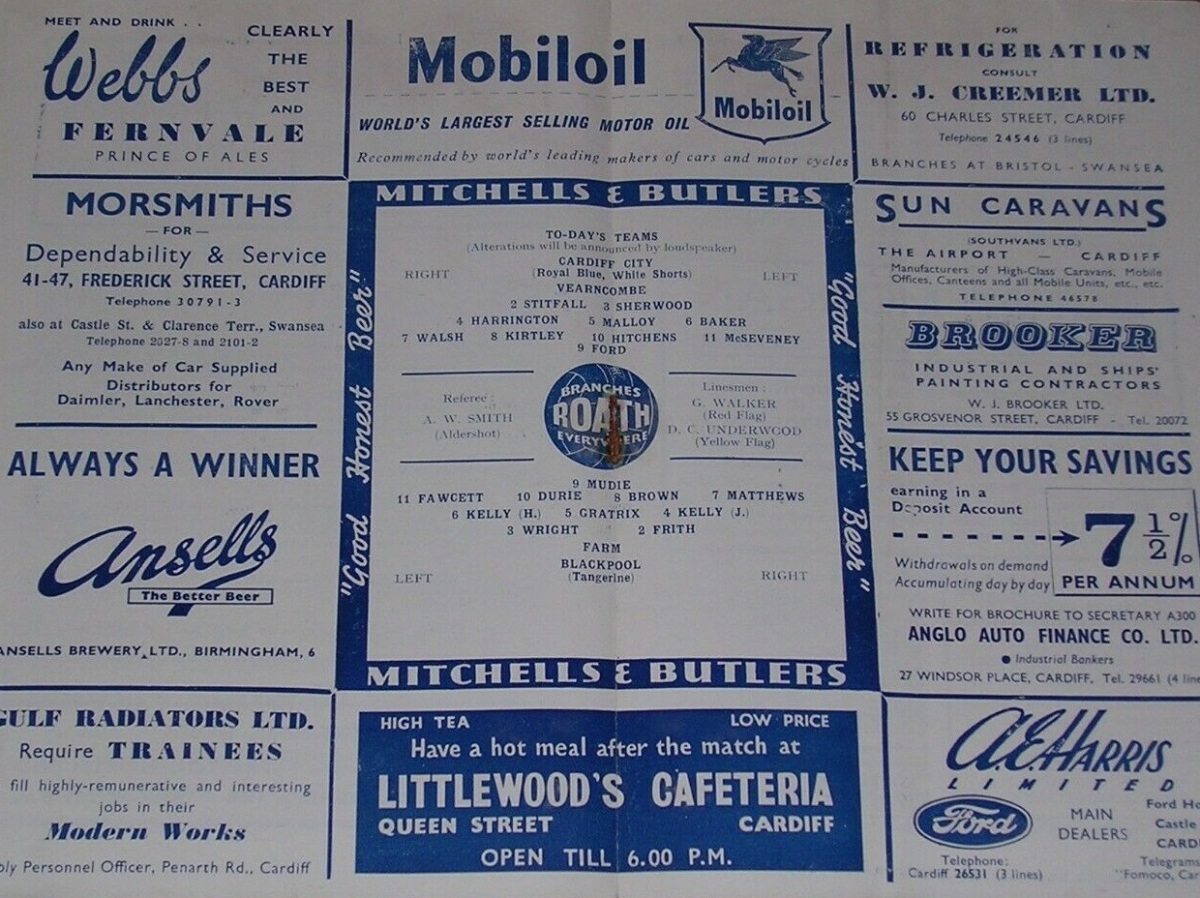 MEET AND DRINK . .
Webbs
CLEARLY
THE
BEST
AND
FERNVALE
PRINCE OF ALES
Mobiloil
Mobiloil
WORLD'S LARGEST SELLING MOTOR OIL
Recommended by world's leading makers of cars and motor cycles
FOR
REFRIGERATION
CONSULT
W. J. CREEMER LTD.
60 CHARLES STREET, CARDIFF
Telephone 24546 (3 lines)
BRANCHES AT BRISTOL - SWANSEA
MORSMITHS
— FOR —
Dependability & Service
41-47, FREDERICK STREET, CARDIFF
Telephone 30791-3
also at Castle St. & Clarence Terr., Swansea
Telephone 2527-8 and 2101-2
Any Make of Car Supplied
Distributors for
Daimler, Lanchester, Rover
ALWAYS A WINNER
Ansells
The Better Beer
ANSELLS BREWERY LTD., BIRMINGHAM, 6
GULF RADIATORS LTD.
Require TRAINEES
fill highly-remunerative and interesting
jobs in their
Modern Works
Personnel Officer, Penarth Rd., Cardiff
MITCHELLS & BUTLERS
"Good Honest Beer"
"Good Honest Beer"
TO-DAY'S TEAMS
(Alterations will be announced by loudspeaker)
CARDIFF CITY
RIGHT (Royal Blue, White Shorts) LEFT
VEARNCOMBE
2 STITFALL 3 SHERWOOD
4 HARRINGTON 5 MALLOY 6 BAKER
7 WALSH 8 KIRTLEY 10 HITCHENS 11 McSEVENEY
9 FORD
Referee :
A. W. SMITH
(Aldershot)
BRANCHES
ROATH
EVERYWHERE
Linesmen :
G. WALKER
(Red Flag)
D. C. UNDERWOOD
(Yellow Flag)
9 MUDIE
11 FAWCETT 10 DURIE 8 BROWN 7 MATTHEWS
6 KELLY (H.) 5 GRATRIX 4 KELLY (J.)
3 WRIGHT 2 FRITH
FARM
BLACKPOOL
LEFT (Tangerine) RIGHT
MITCHELLS & BUTLERS
HIGH TEA LOW PRICE
Have a hot meal after the match at
LITTLEWOOD'S CAFETERIA
QUEEN STREET CARDIFF
OPEN TILL 6.00 P.M.
SUN CARAVANS
(SOUTHVANS LTD.)
THE AIRPORT — CARDIFF
Manufacturers of High-Class Caravans, Mobile
Offices, Canteens and all Mobile Units, etc., etc.
TELEPHONE 46578
BROOKER
INDUSTRIAL AND SHIPS'
PAINTING CONTRACTORS
W. J. BROOKER LTD.
55 GROSVENOR STREET, CARDIFF - Tel. 20072
KEEP YOUR SAVINGS
earning in a
Deposit Account
7 1/2%
PER ANNUM
Withdrawals on demand
Accumulating day by day
WRITE FOR BROCHURE TO SECRETARY A300
ANGLO AUTO FINANCE CO. LTD.
● Industrial Bankers
27 WINDSOR PLACE, CARDIFF. Tel. 29661 (4 line
A.E. HARRIS
LIMITED
Ford
MAIN
DEALERS
Telephone:
Cardiff 26531 (3 lines)
Ford Ho
Castle
CARD
Telegrams
"Fomoco, Car